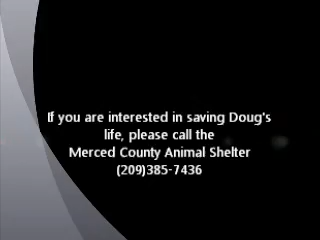 If you are interested in saving Doug's
life, please call the
Merced County Animal Shelter
(209)385-7436